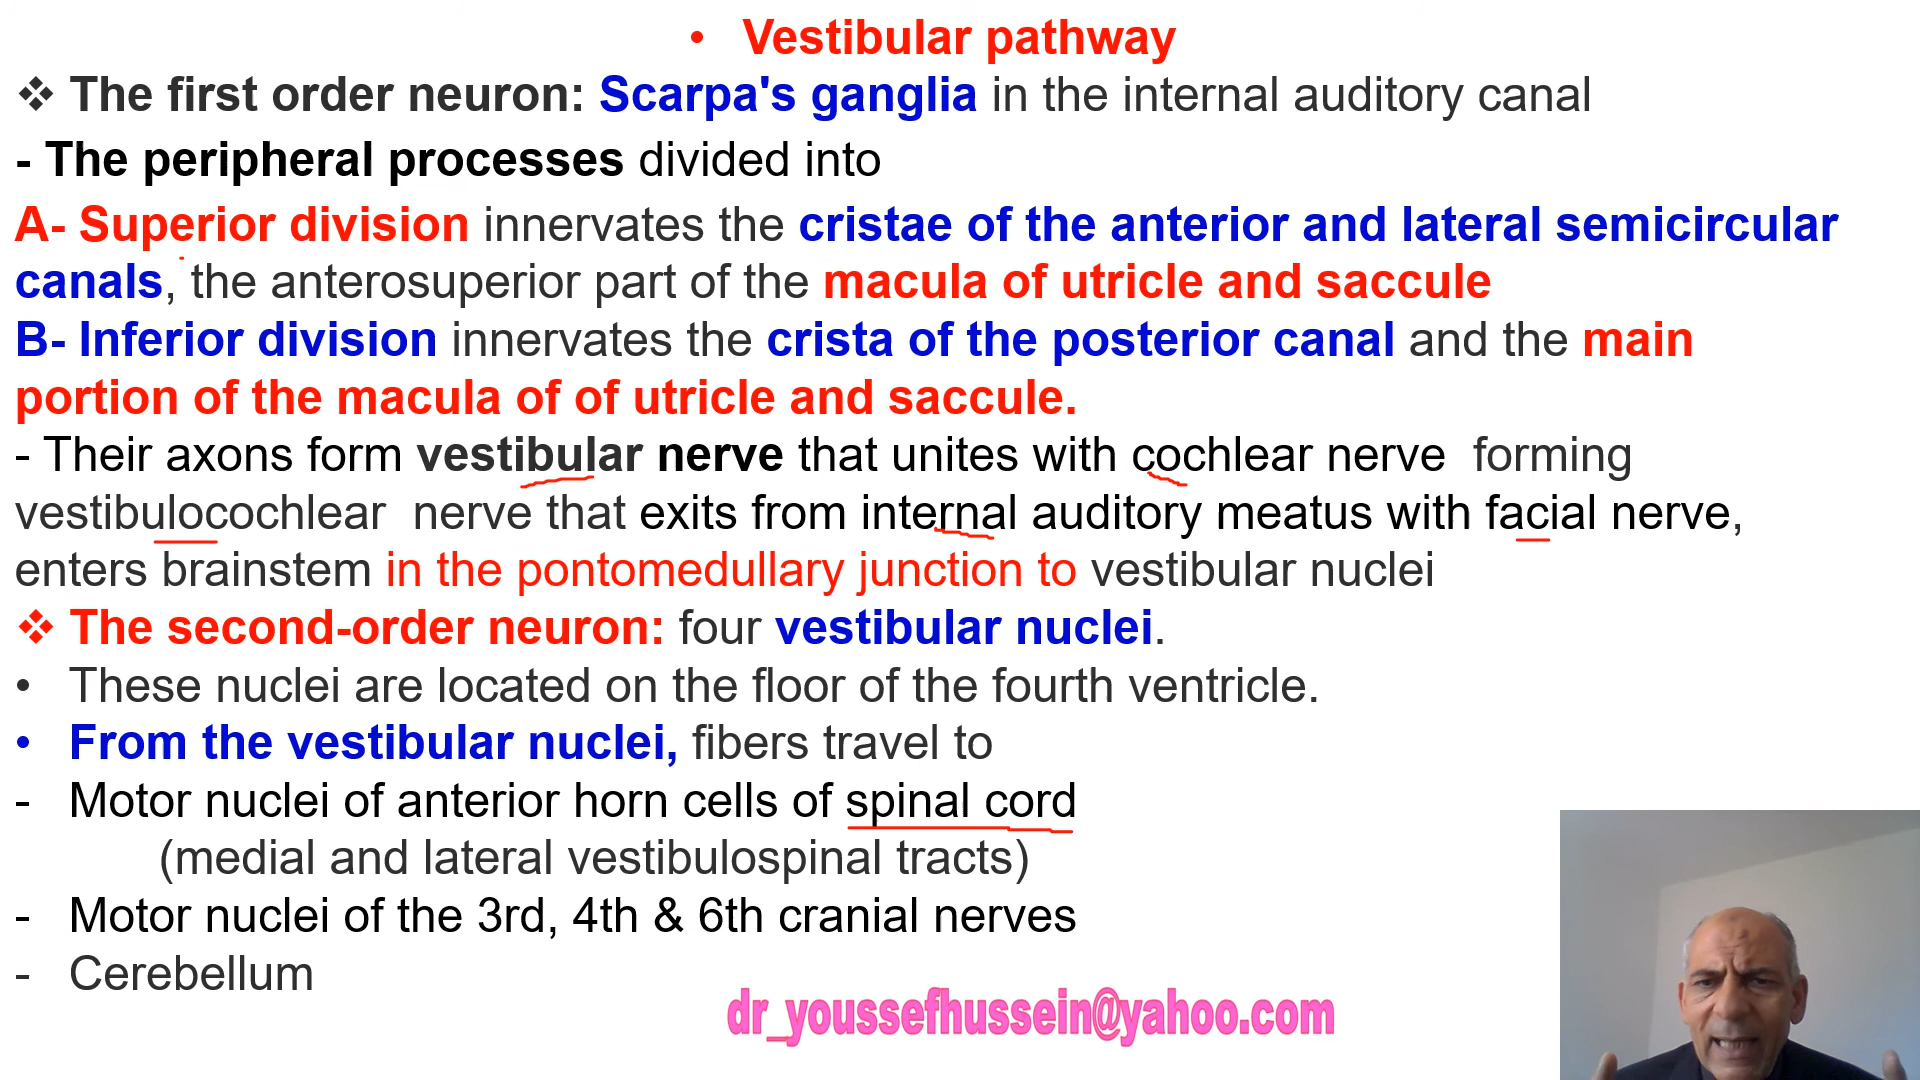 • Vestibular pathway
❖ The first order neuron: Scarpa's ganglia in the internal auditory canal
- The peripheral processes divided into
A- Superior division innervates the cristae of the anterior and lateral semicircular
canals, the anterosuperior part of the macula of utricle and saccule
B- Inferior division innervates the crista of the posterior canal and the main
portion of the macula of of utricle and saccule.
- Their axons form vestibular nerve that unites with cochlear nerve forming
vestibulocochlear nerve that exits from internal auditory meatus with facial nerve,
enters brainstem in the pontomedullary junction to vestibular nuclei
❖ The second-order neuron: four vestibular nuclei.
• These nuclei are located on the floor of the fourth ventricle.
• From the vestibular nuclei, fibers travel to
- Motor nuclei of anterior horn cells of spinal cord
(medial and lateral vestibulospinal tracts)
- Motor nuclei of the 3rd, 4th & 6th cranial nerves
- Cerebellum
dr_youssefhussein@yahoo.com